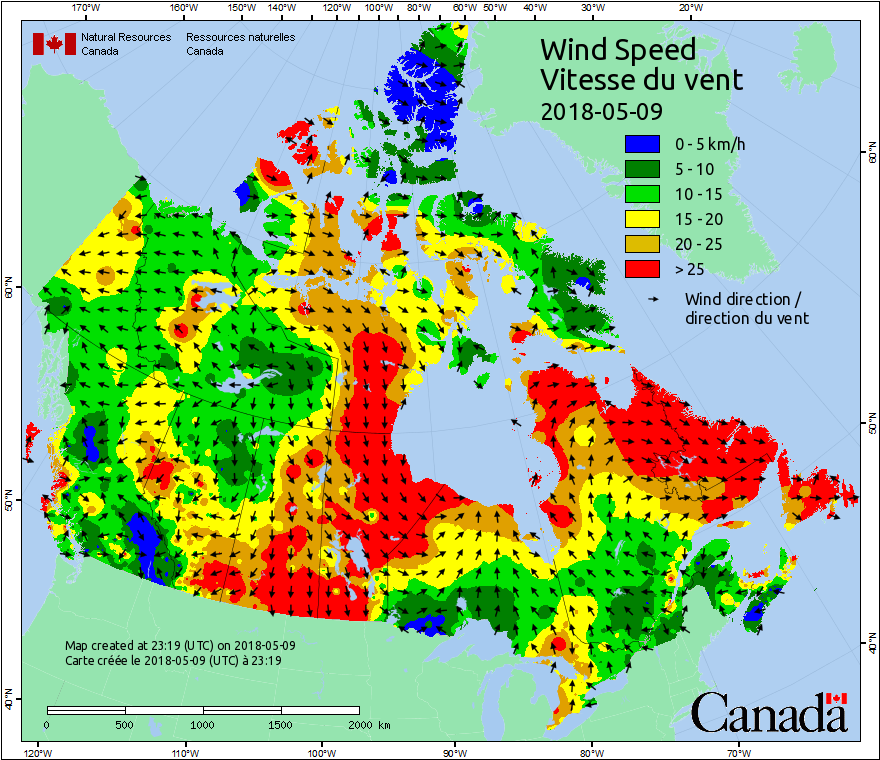 170°W 160°W 150°W 140°W 130°W 120°W 110°W 100°W 90°W 80°W 70°W 60°W 50°W 40°W 30°W 20°W
Natural Resources Canada
Ressources naturelles Canada
Wind Speed
Vitesse du vent
2018-05-09
0 - 5 km/h
5 - 10
10 - 15
15 - 20
20 - 25
> 25
Wind direction /
direction du vent
60°N
60°N
50°N
50°N
40°N
40°N
Map created at 23:19 (UTC) on 2018-05-09
Carte créée le 2018-05-09 (UTC) à 23:19
0 500 1000 1500 2000 km
Canada
120°W 110°W 100°W 90°W 80°W 70°W